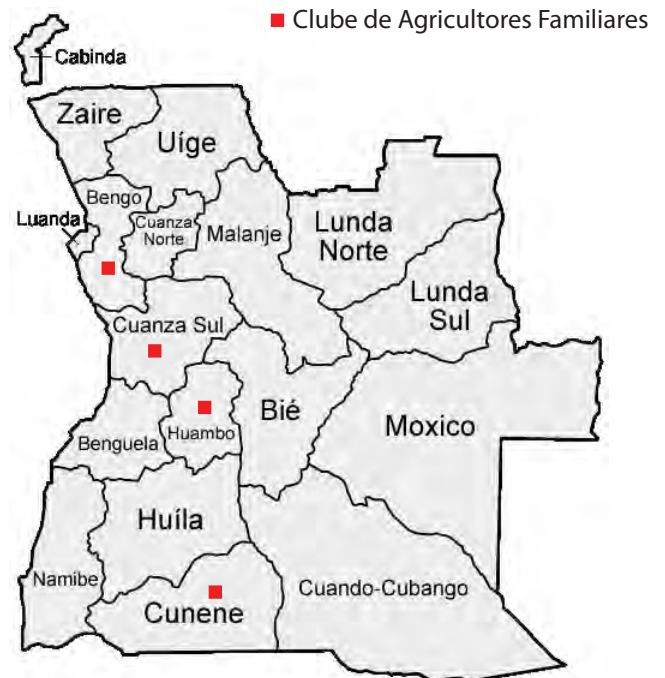 Clube de Agricultores Familiares
Cabinda
Zaire
Uíge
Bengo
Luanda
Cuanza
Norte
Malanje
Lunda
Norte
Lunda
Sul
Cuanza Sul
Bié
Moxico
Benguela
Huambo
Huíla
Namibe
Cunene
Cuando-Cubango